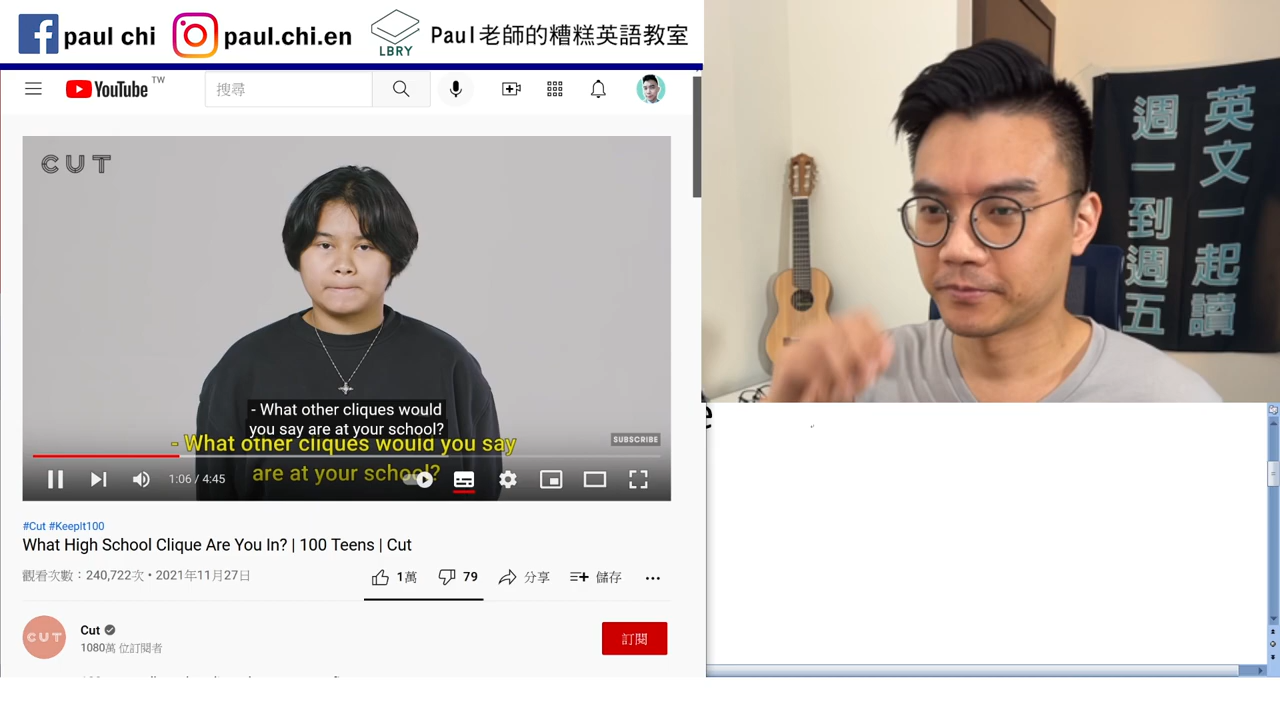 paul chi
paul.chi.en
LBRY
Paul老師的糟糕英語教室
YouTube TW
搜尋
CUT
- What other cliques would
you say are at your school?
- What other cliques would you say
are at your school?
SUBSCRIBE
1:06 / 4:45
#Cut #KeepIt100
What High School Clique Are You In? | 100 Teens | Cut
觀看次數：240,722次 • 2021年11月27日
1萬
79
分享
儲存
CUT
Cut
1080萬 位訂閱者
訂閱
英文一起讀
週一到週五
e